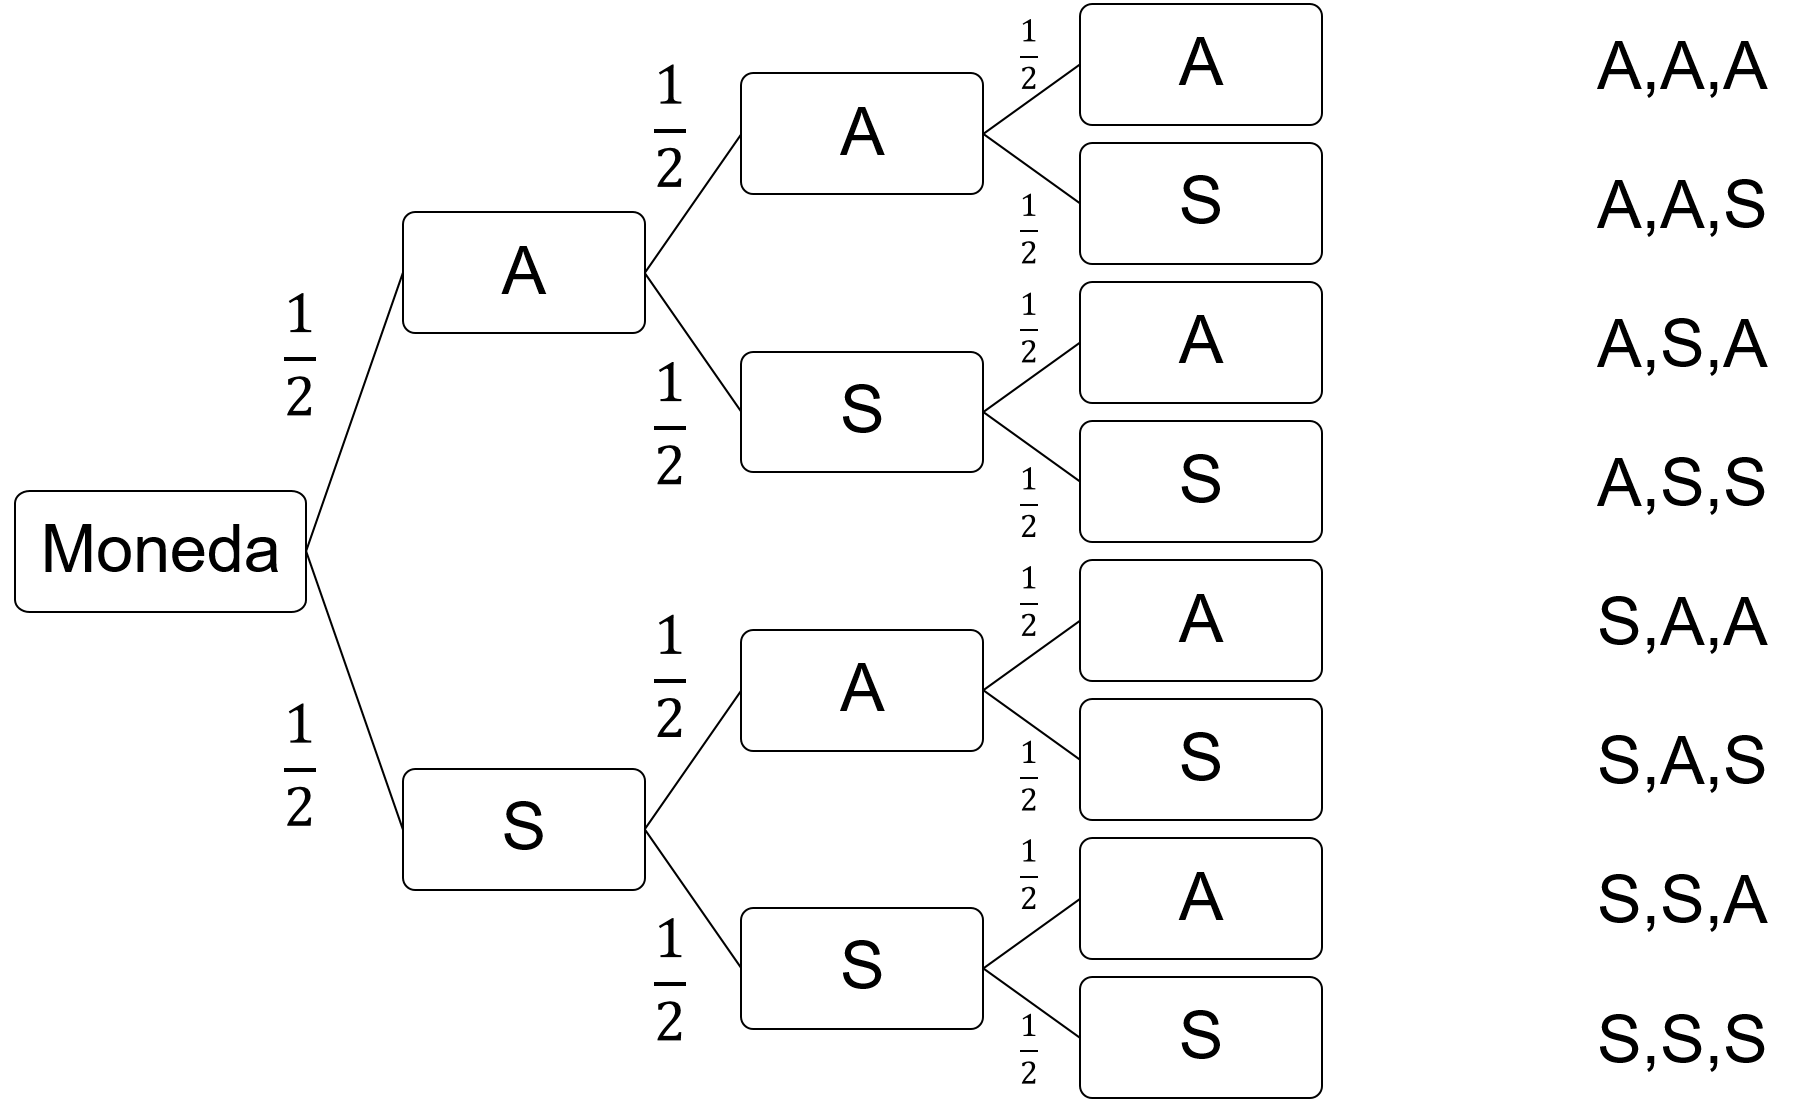 Moneda
1/2
A
1/2
S
1/2
A
1/2
S
1/2
A
1/2
S
1/2
A
1/2
S
1/2
A
1/2
S
1/2
A
1/2
S
1/2
A
1/2
S
A,A,A
A,A,S
A,S,A
A,S,S
S,A,A
S,A,S
S,S,A
S,S,S